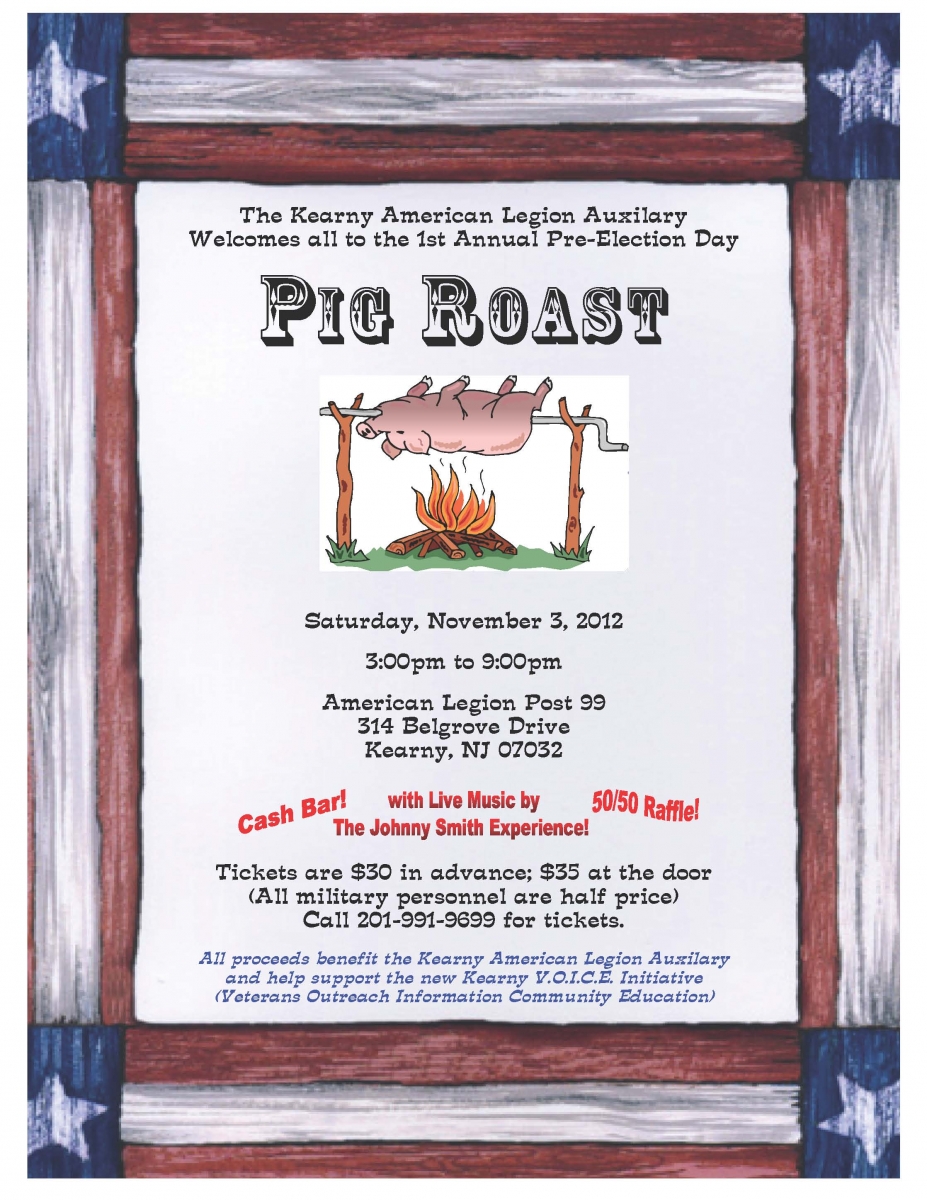 The Kearny American Legion Auxilary
Welcomes all to the 1st Annual Pre-Election Day
Pig Roast
Saturday, November 3, 2012
3:00pm to 9:00pm
American Legion Post 99
314 Belgrove Drive
Kearny, NJ 07032
Cash Bar!
with Live Music by
The Johnny Smith Experience!
50/50 Raffle!
Tickets are $30 in advance; $35 at the door
(All military personnel are half price)
Call 201-991-9699 for tickets.
All proceeds benefit the Kearny American Legion Auxilary
and help support the new Kearny V.O.I.C.E. Initiative
(Veterans Outreach Information Community Education)